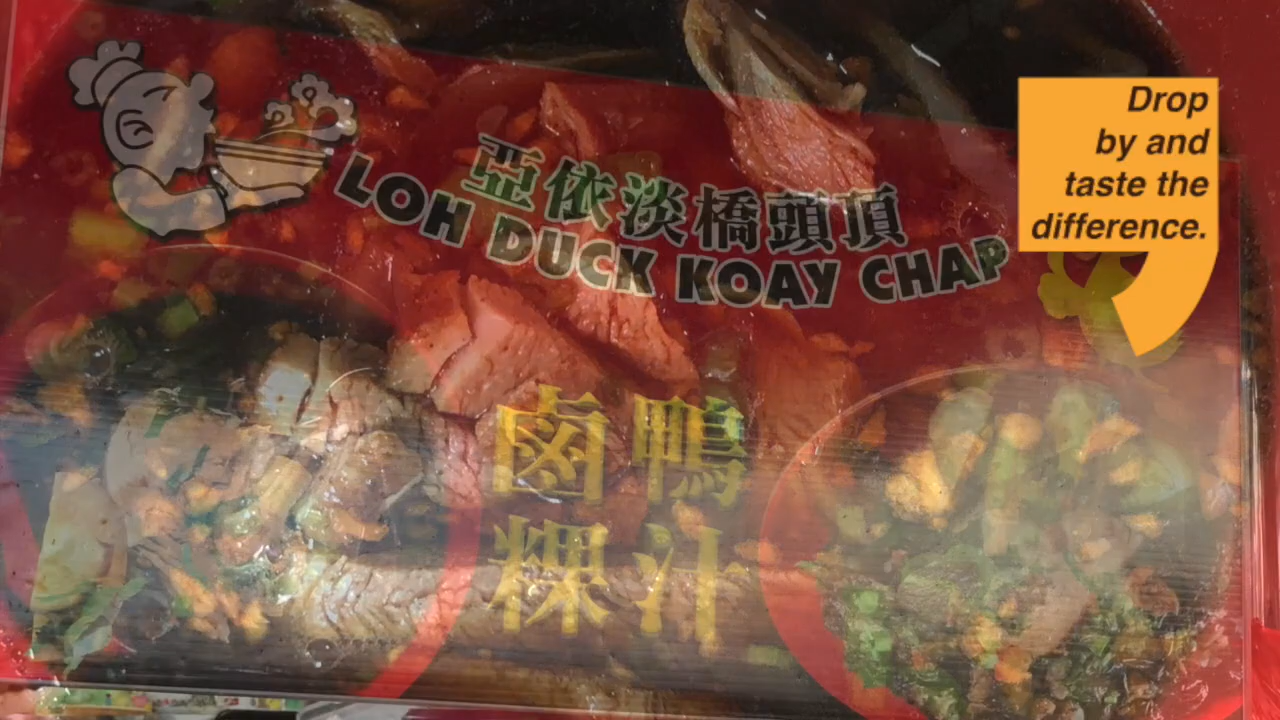 亞依淡橋頭頂
LOH DUCK KOAY CHAP
鹵鴨
粿汁
Drop
by and
taste the
difference.